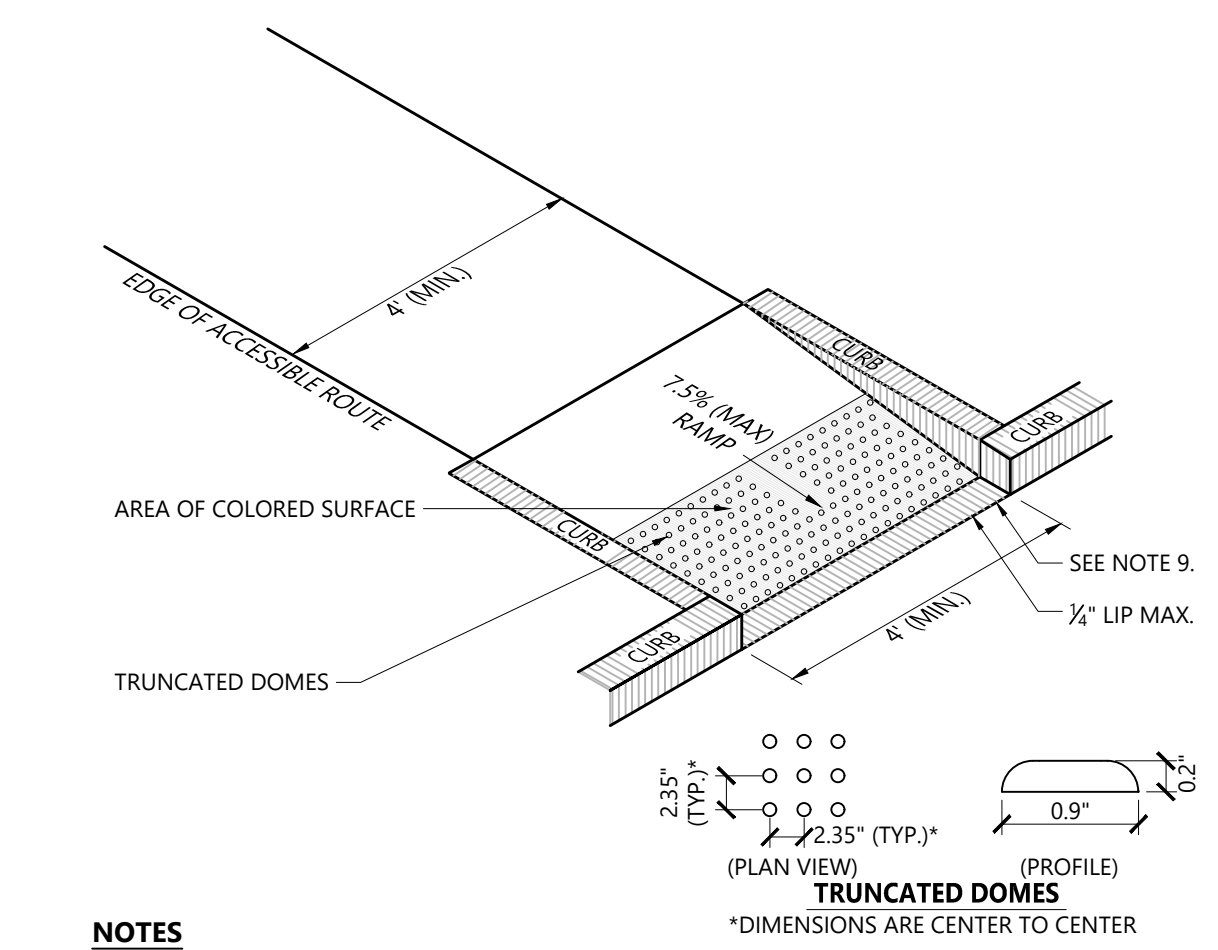 4' (MIN.)
EDGE OF ACCESSIBLE ROUTE
CURB
7.5% (MAX)
RAMP
CURB
AREA OF COLORED SURFACE
CURB
SEE NOTE 9.
¼" LIP MAX.
4' (MIN.)
CURB
TRUNCATED DOMES
2.35"
(TYP.)*
2.35" (TYP.)*
(PLAN VIEW)
0.2"
0.9"
(PROFILE)
TRUNCATED DOMES
*DIMENSIONS ARE CENTER TO CENTER
NOTES